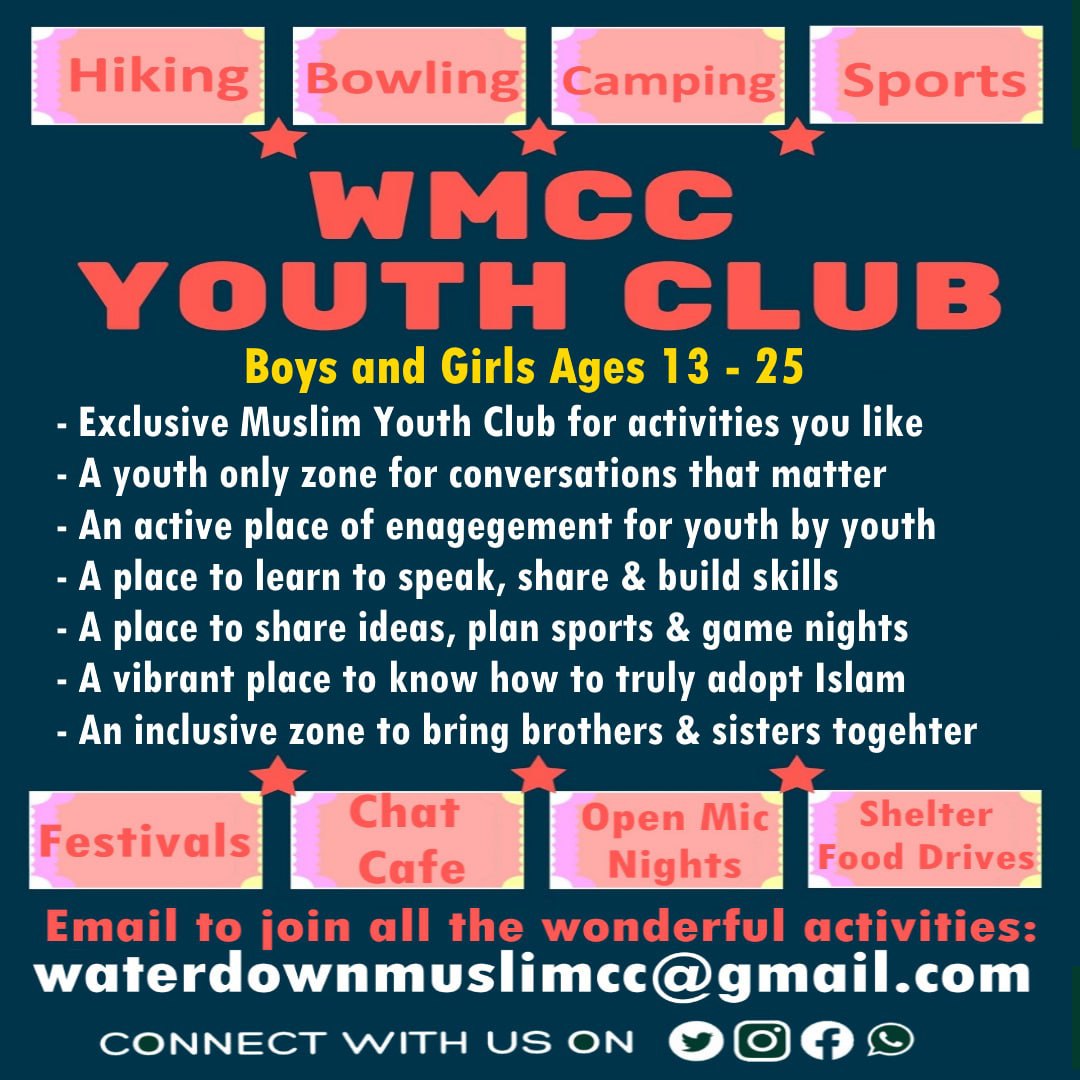 Hiking Bowling Camping Sports
WMCC
YOUTH CLUB
Boys and Girls Ages 13 - 25
- Exclusive Muslim Youth Club for activities you like
- A youth only zone for conversations that matter
- An active place of enagegement for youth by youth
- A place to learn to speak, share & build skills
- A place to share ideas, plan sports & game nights
- A vibrant place to know how to truly adopt Islam
- An inclusive zone to bring brothers & sisters togehter
Festivals
Chat
Cafe
Open Mic
Nights
Shelter
Food Drives
Email to join all the wonderful activities:
waterdownmuslimcc@gmail.com
CONNECT WITH US ON